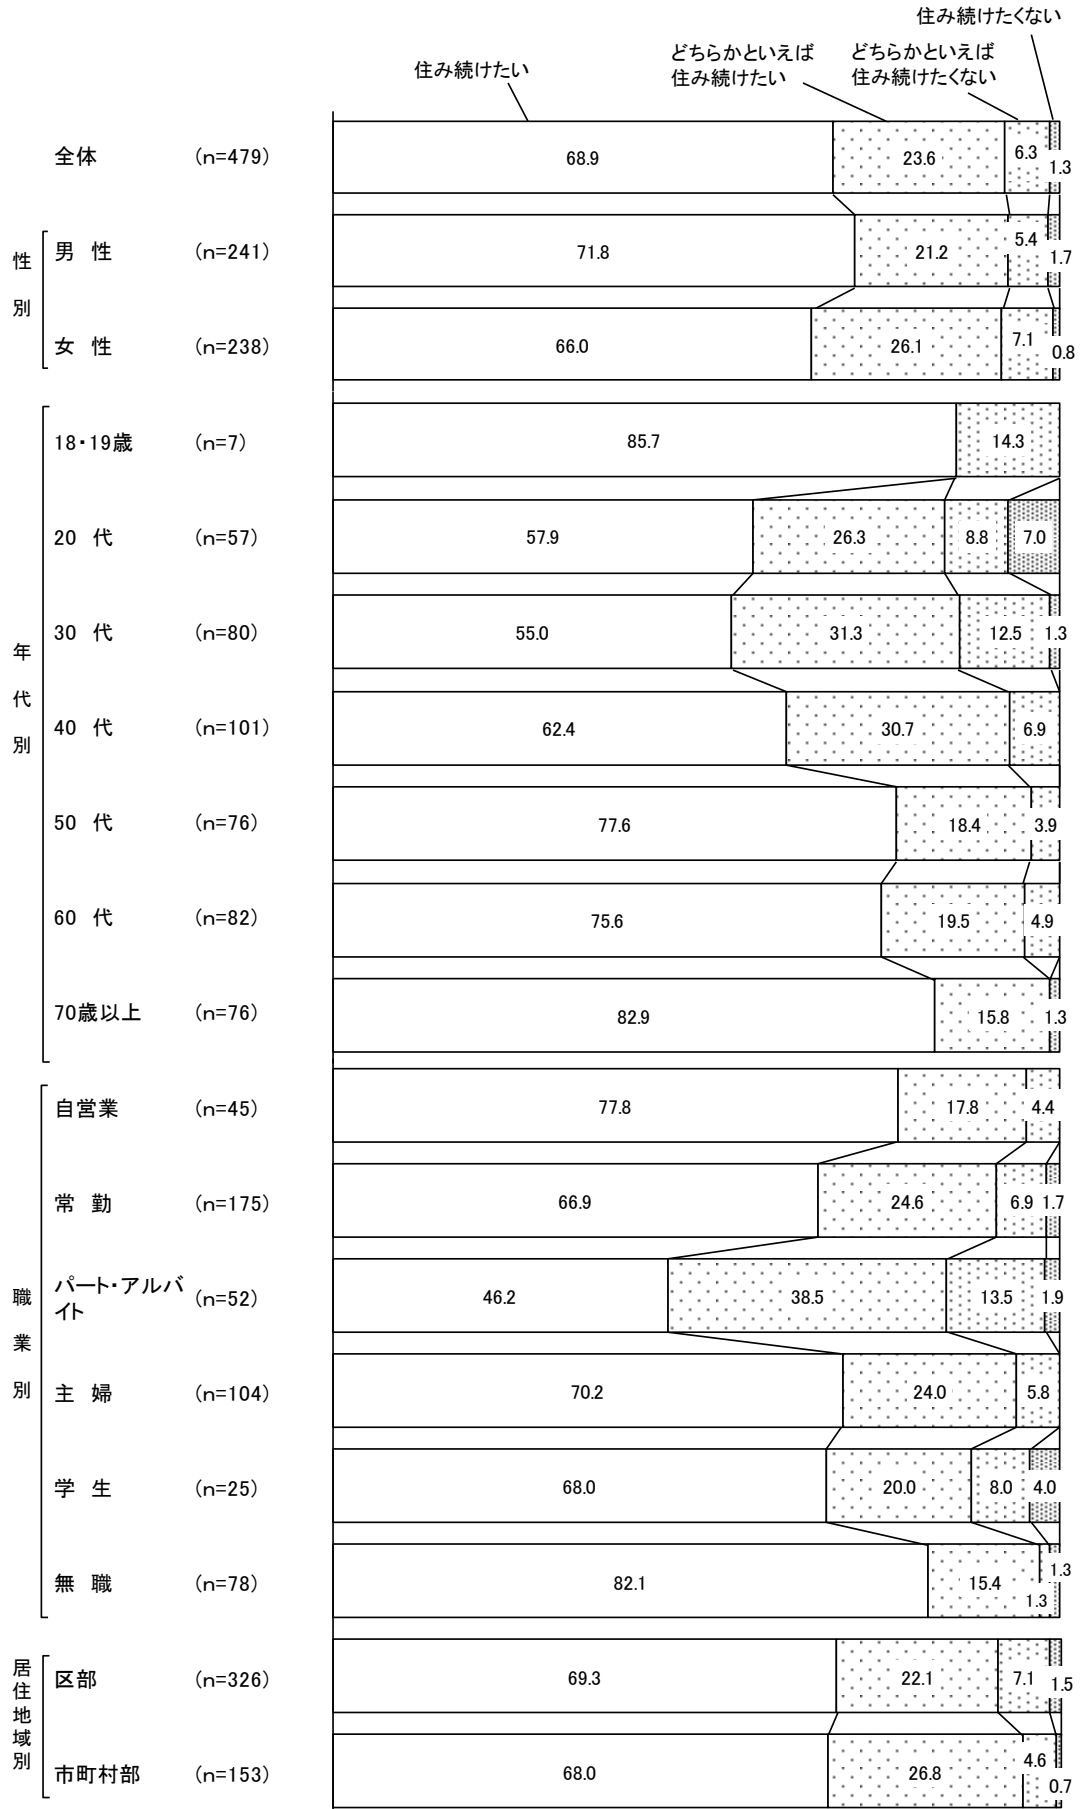 住み続けたくない
どちらかといえば
住み続けたい
どちらかといえば
住み続けたくない
住み続けたい
全体 (n=479) 68.9 23.6 6.3 1.3
性別
男 性 (n=241) 71.8 21.2 5.4 1.7
女 性 (n=238) 66.0 26.1 7.1 0.8
年代別
18・19歳 (n=7) 85.7 14.3
20 代 (n=57) 57.9 26.3 8.8 7.0
30 代 (n=80) 55.0 31.3 12.5 1.3
40 代 (n=101) 62.4 30.7 6.9
50 代 (n=76) 77.6 18.4 3.9
60 代 (n=82) 75.6 19.5 4.9
70歳以上 (n=76) 82.9 15.8 1.3
職業別
自営業 (n=45) 77.8 17.8 4.4
常 勤 (n=175) 66.9 24.6 6.9 1.7
パート・アルバ
イト (n=52) 46.2 38.5 13.5 1.9
主 婦 (n=104) 70.2 24.0 5.8
学 生 (n=25) 68.0 20.0 8.0 4.0
無 職 (n=78) 82.1 15.4 1.3 1.3
居住地域別
区部 (n=326) 69.3 22.1 7.1 1.5
市町村部 (n=153) 68.0 26.8 4.6 0.7